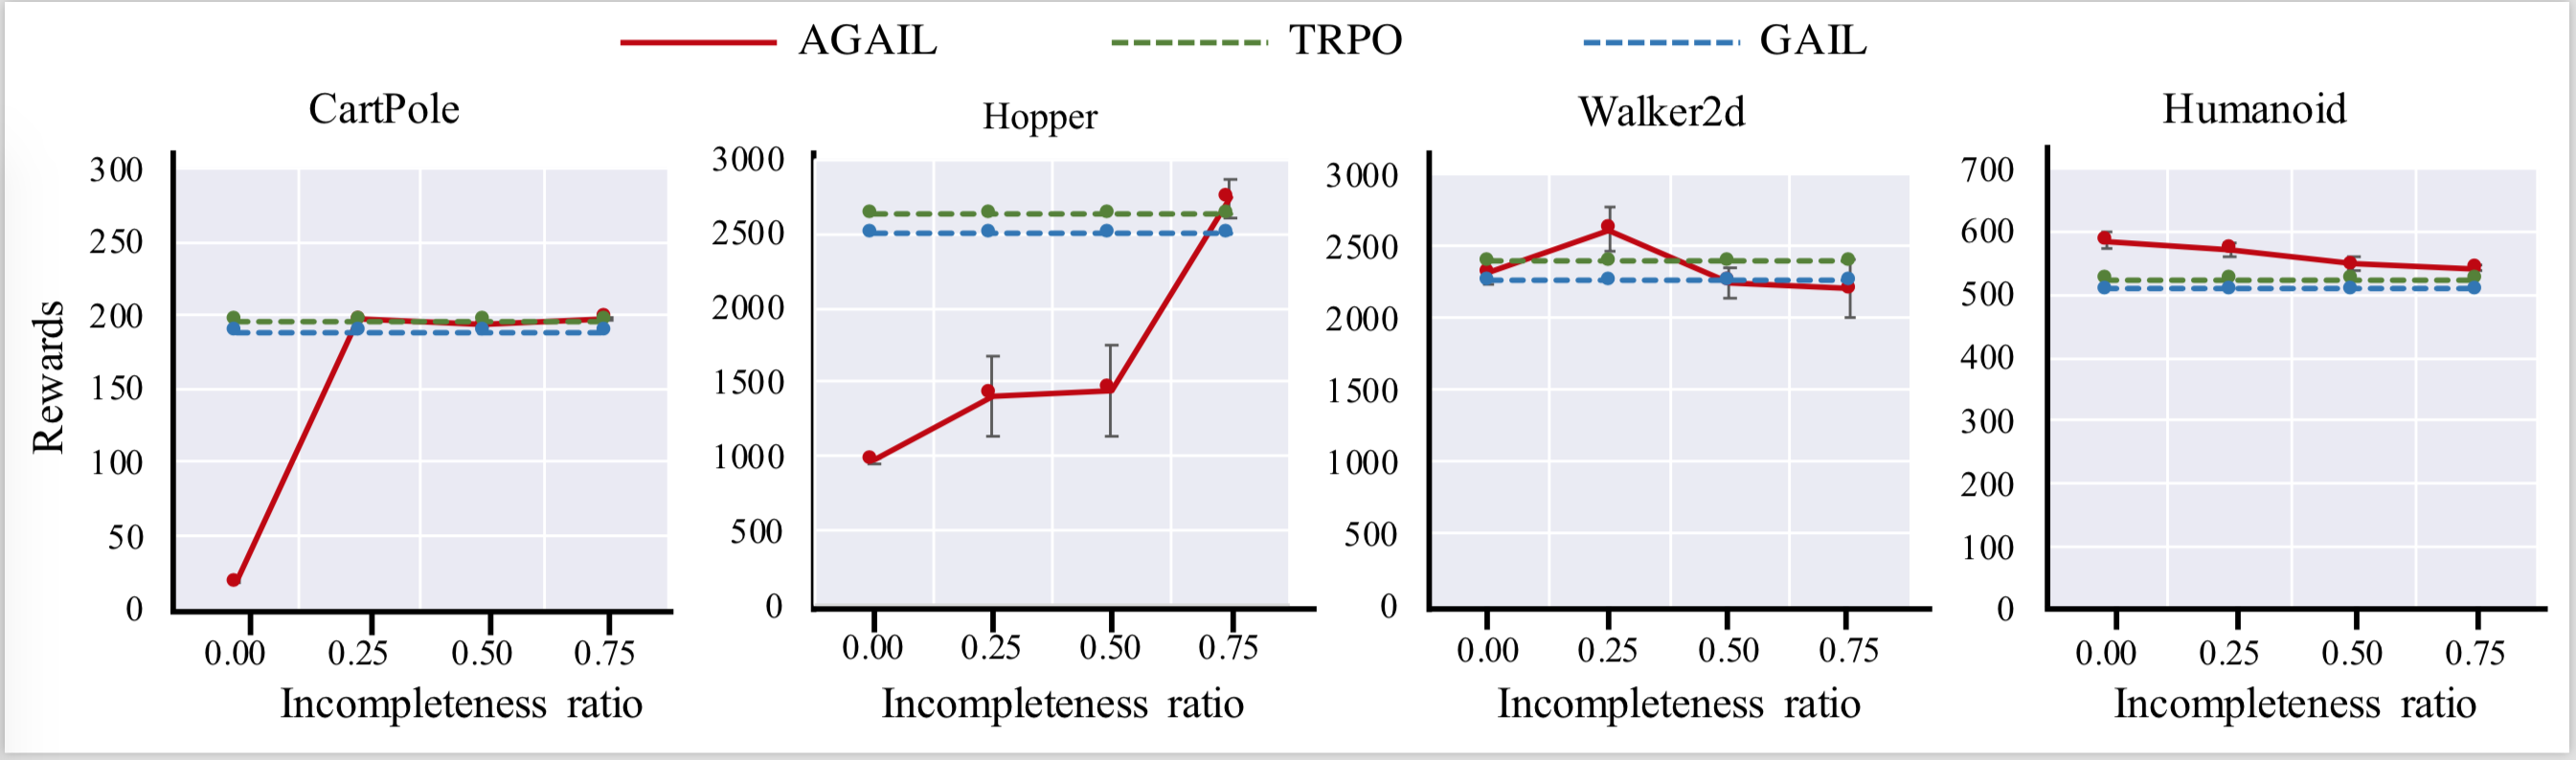 AGAIL TRPO GAIL
CartPole Hopper Walker2d Humanoid
Rewards
300
250
200
150
100
50
0
0.00 0.25 0.50 0.75
Incompleteness ratio
3000
2500
2000
1500
1000
500
0
0.00 0.25 0.50 0.75
Incompleteness ratio
3000
2500
2000
1500
1000
500
0
0.00 0.25 0.50 0.75
Incompleteness ratio
700
600
500
400
300
200
100
0
0.00 0.25 0.50 0.75
Incompleteness ratio